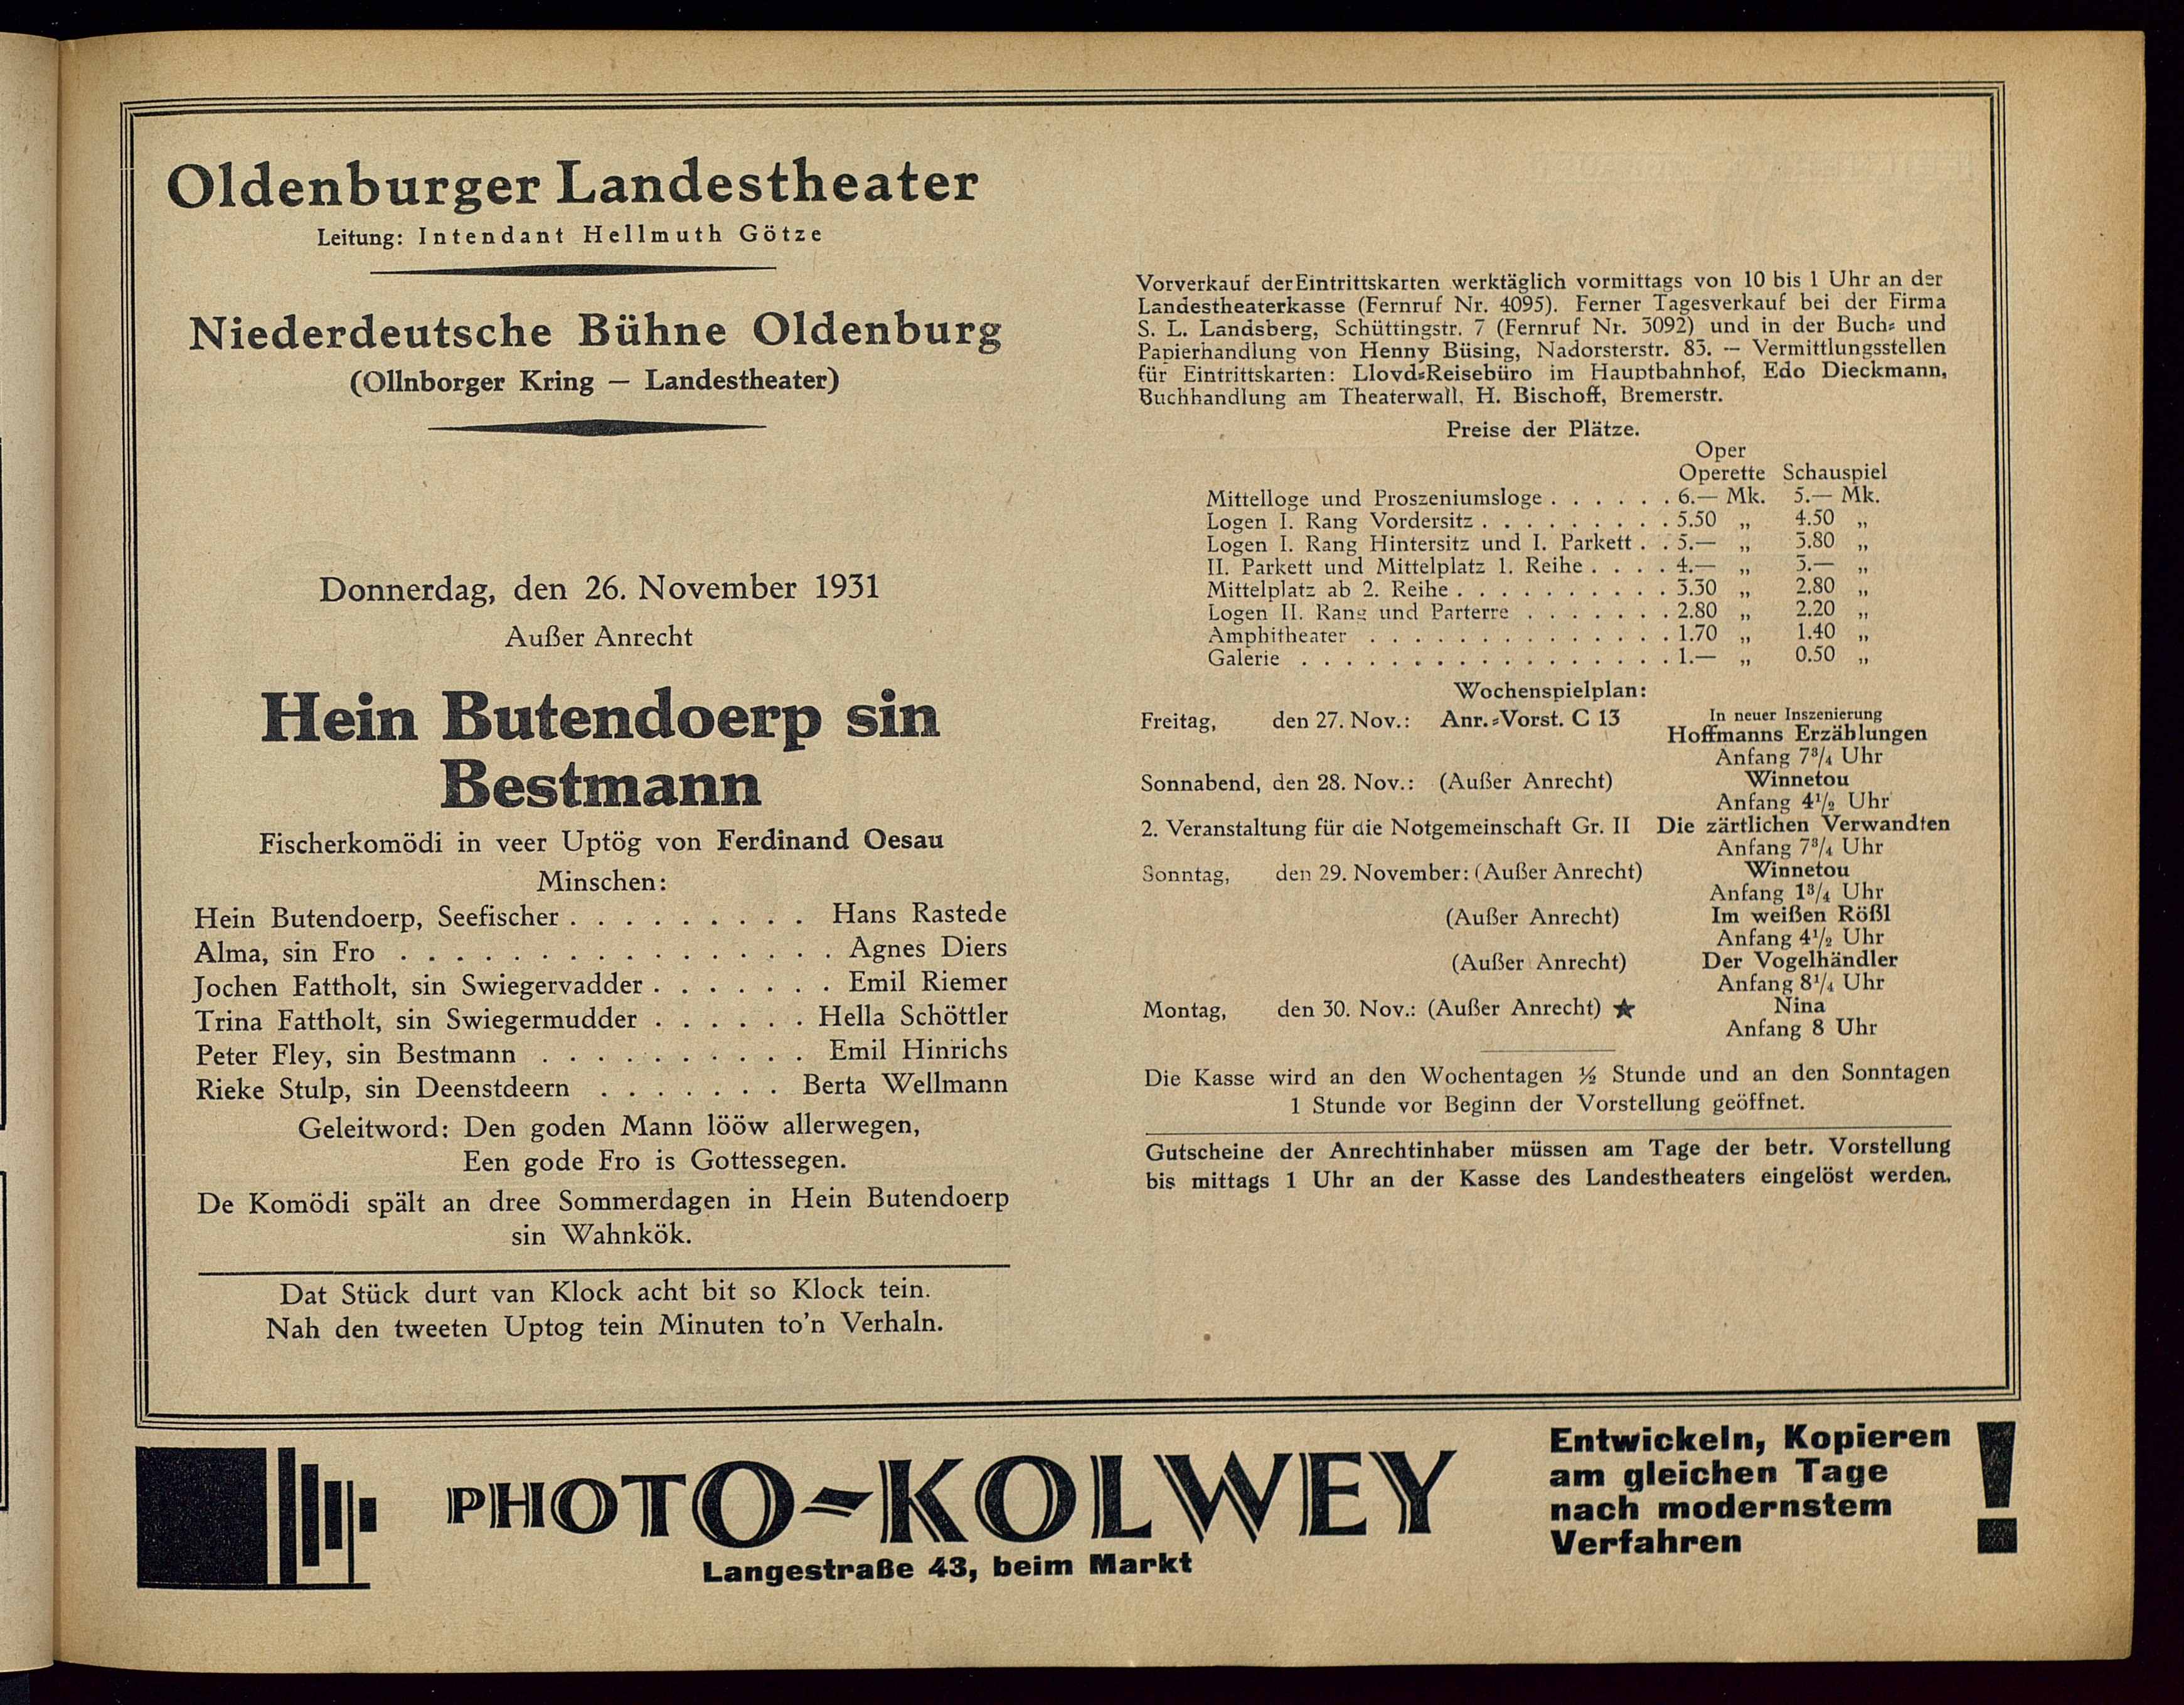 Oldenburger Landestheater
Leitung: Intendant Hellmuth Götze
Niederdeutsche Bühne Oldenburg
(Ollnborger Kring — Landestheater)
Donnerdag, den 26. November 1931
Außer Anrecht
Hein Butendoerp sin
Bestmann
Fischerkomödi in veer Uptög von Ferdinand Oesau
Minschen:
Hein Butendoerp, Seefischer . . . . . . . . . Hans Rastede
Alma, sin Fro . . . . . . . . . . . . . . . . Agnes Diers
Jochen Fattholt, sin Swiegervadder . . . . . . . Emil Riemer
Trina Fattholt, sin Swiegermudder . . . . . . Hella Schöttler
Peter Fley, sin Bestmann . . . . . . . . . . Emil Hinrichs
Rieke Stulp, sin Deenstdeern . . . . . . . Berta Wellmann
Geleitword: Den goden Mann lööw allerwegen,
Een gode Fro is Gottessegen.
De Komödi spält an dree Sommerdagen in Hein Butendoerp
sin Wahnkök.
Dat Stück durt van Klock acht bit so Klock tein.
Nah den tweeten Uptog tein Minuten to'n Verhaln.
Vorverkauf der Eintrittskarten werktäglich vormittags von 10 bis 1 Uhr an der
Landestheaterkasse (Fernruf Nr. 4095). Ferner Tagesverkauf bei der Firma
S. L. Landsberg, Schüttingstr. 7 (Fernruf Nr. 3092) und in der Buch- und
Papierhandlung von Henny Büsing, Nadorsterstr. 83. — Vermittlungsstellen
für Eintrittskarten: Lloyd-Reisebüro im Hauptbahnhof, Edo Dieckmann,
Buchhandlung am Theaterwall, H. Bischoff, Bremerstr.
Preise der Plätze.
Oper
Operette Schauspiel
Mittelloge und Proszeniumsloge . . . . . . 6.— Mk. 5.— Mk.
Logen I. Rang Vordersitz . . . . . . . . . 5.50 „ 4.50 „
Logen I. Rang Hintersitz und I. Parkett . . 5.— „ 3.80 „
II. Parkett und Mittelplatz 1. Reihe . . . . 4.— „ 3.— „
Mittelplatz ab 2. Reihe . . . . . . . . . . 3.30 „ 2.80 „
Logen II. Rang und Parterre . . . . . . . 2.80 „ 2.20 „
Amphitheater . . . . . . . . . . . . . . 1.70 „ 1.40 „
Galerie . . . . . . . . . . . . . . . . . 1.— „ 0.50 „
Wochenspielplan:
Freitag, den 27. Nov.: Anr.-Vorst. C 13 In neuer Inszenierung
Hoffmanns Erzählungen
Anfang 7¾ Uhr
Sonnabend, den 28. Nov.: (Außer Anrecht) Winnetou
Anfang 4½ Uhr
2. Veranstaltung für die Notgemeinschaft Gr. II Die zärtlichen Verwandten
Anfang 7¾ Uhr
Sonntag, den 29. November: (Außer Anrecht) Winnetou
Anfang 1¾ Uhr
(Außer Anrecht) Im weißen Rößl
Anfang 4½ Uhr
(Außer Anrecht) Der Vogelhändler
Anfang 8¼ Uhr
Montag, den 30. Nov.: (Außer Anrecht) ★ Nina
Anfang 8 Uhr
Die Kasse wird an den Wochentagen ½ Stunde und an den Sonntagen
1 Stunde vor Beginn der Vorstellung geöffnet.
Gutscheine der Anrechtinhaber müssen am Tage der betr. Vorstellung
bis mittags 1 Uhr an der Kasse des Landestheaters eingelöst werden.
PHOTO-KOLWEY
Langestraße 43, beim Markt
Entwickeln, Kopieren
am gleichen Tage
nach modernstem
Verfahren !